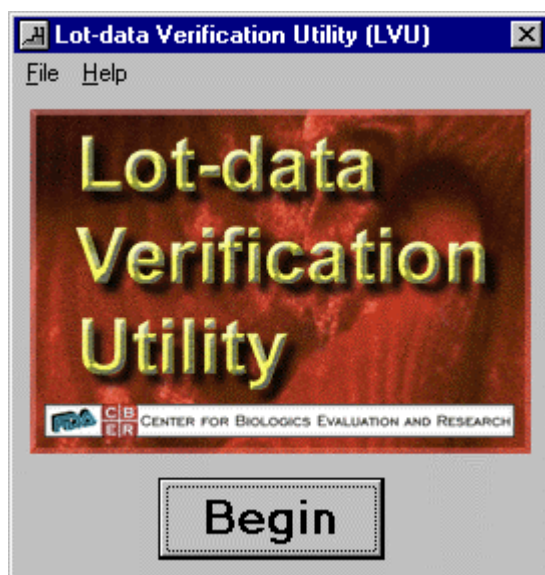 Lot-data Verification Utility (LVU)
File Help
Lot-data
Verification
Utility
FDA CBER CENTER FOR BIOLOGICS EVALUATION AND RESEARCH
Begin